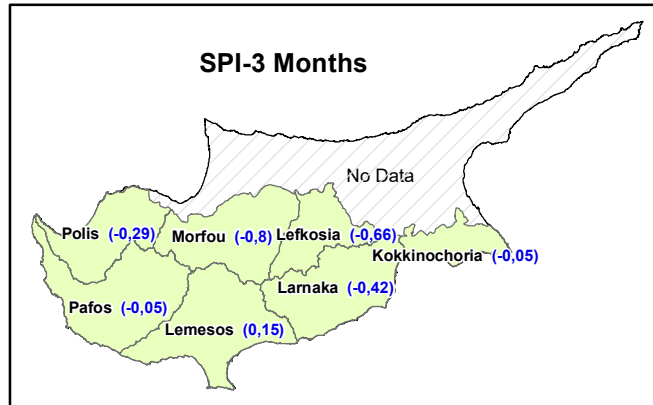 SPI-3 Months
No Data
Polis (-0,29)
Morfou (-0,8)
Lefkosia (-0,66)
Kokkinochoria (-0,05)
Larnaka (-0,42)
Pafos (-0,05)
Lemesos (0,15)